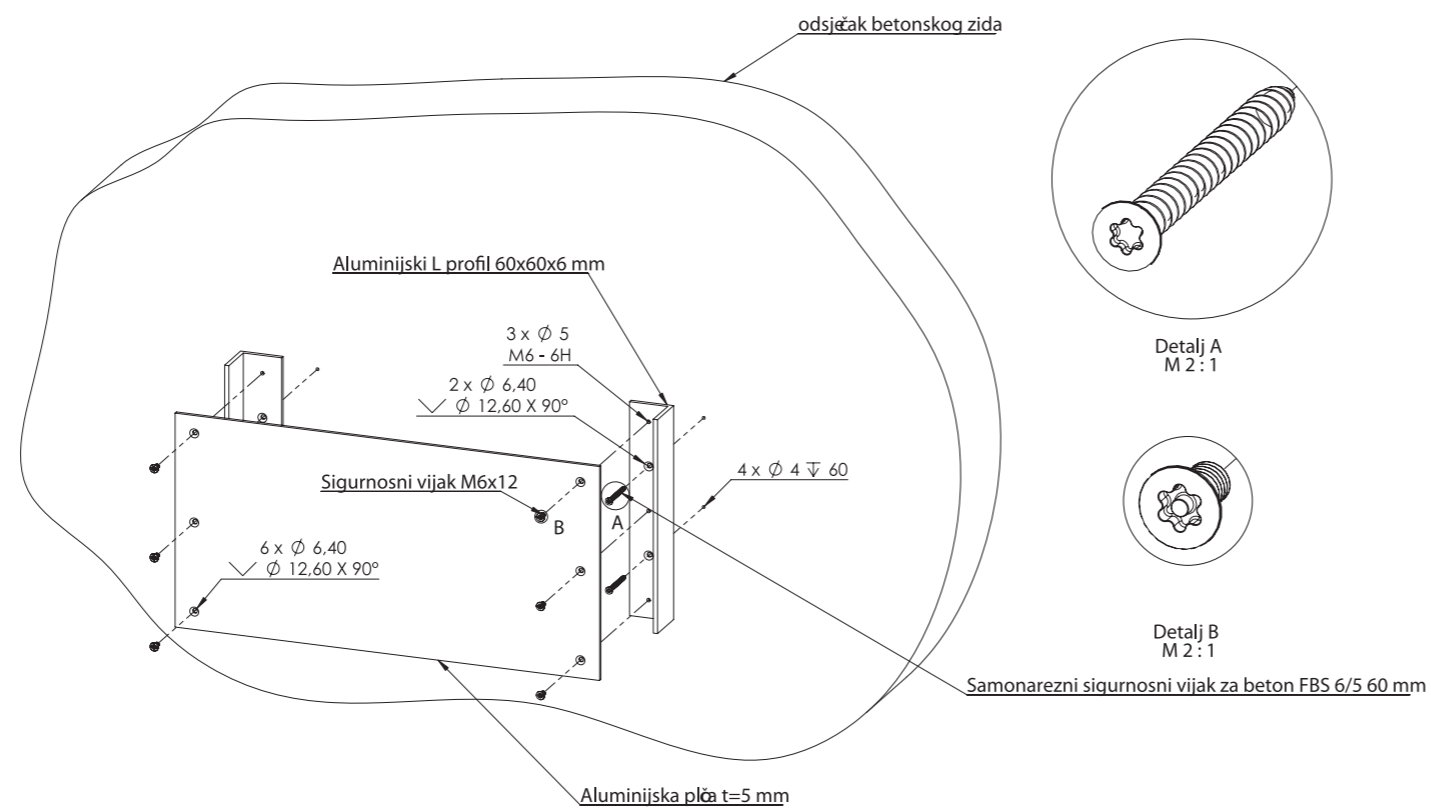 odsječak betonskog zida
Aluminijski L profil 60x60x6 mm
3 x Ø 5
M6 - 6H
2 x Ø 6,40
⌵ Ø 12,60 X 90°
Sigurnosni vijak M6x12
B
A
4 x Ø 4 ↧ 60
6 x Ø 6,40
⌵ Ø 12,60 X 90°
Detalj A
M 2 : 1
Detalj B
M 2 : 1
Samonarezni sigurnosni vijak za beton FBS 6/5 60 mm
Aluminijska ploča t=5 mm